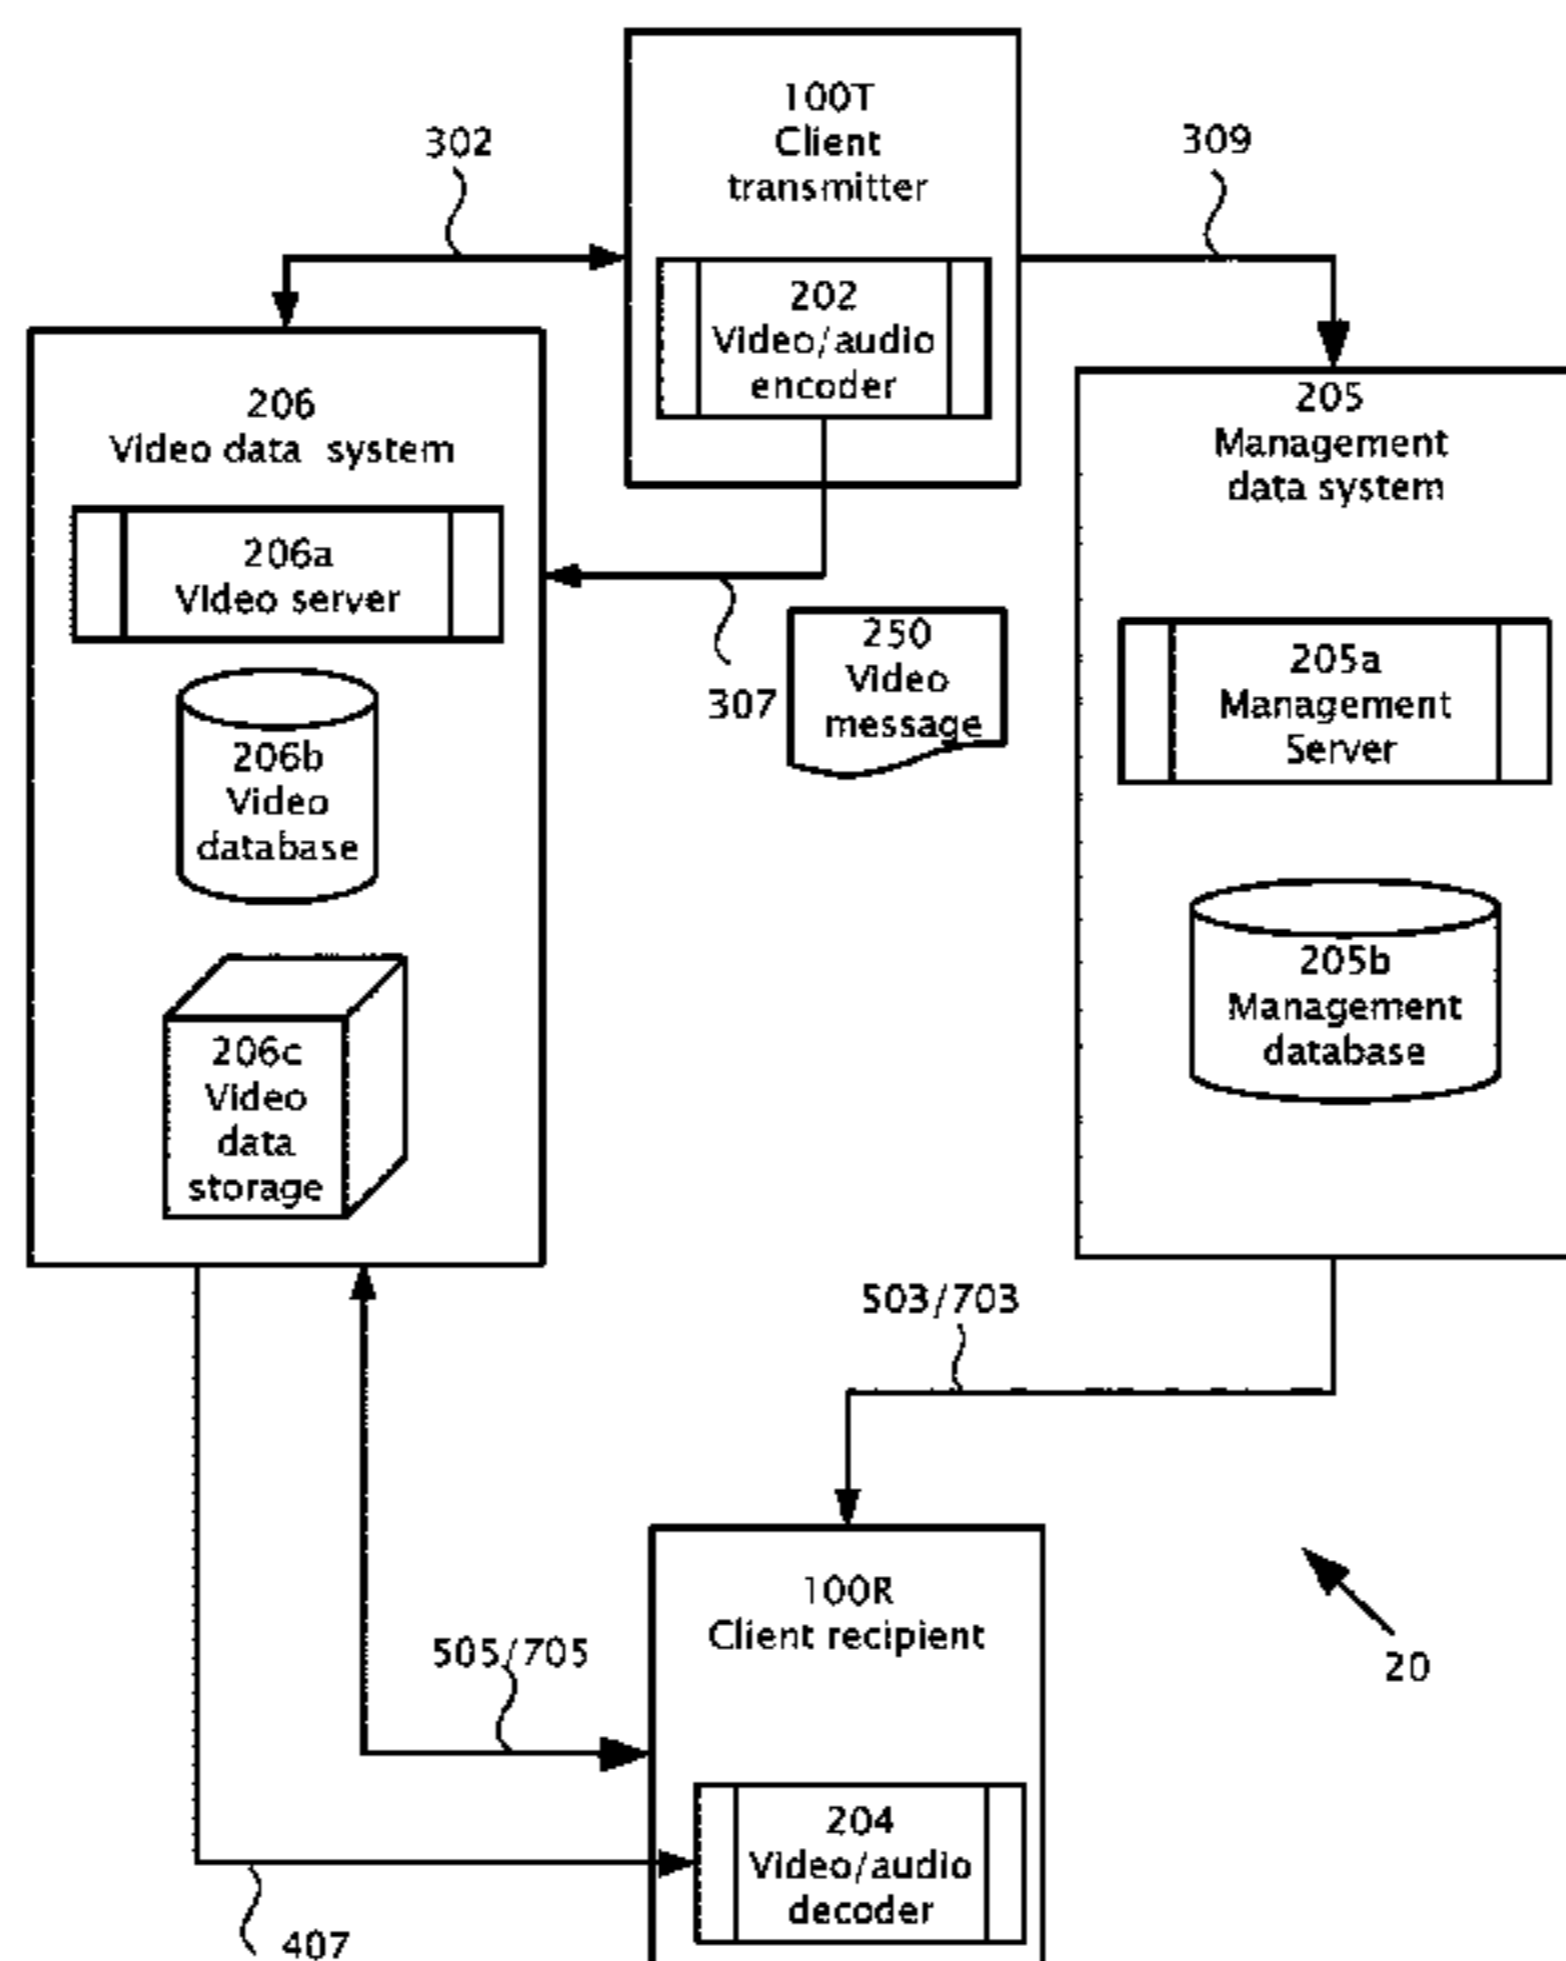 100T
Client
transmitter
302
309
202
Video/audio
encoder
206
Video data system
205
Management
data system
206a
Video server
307
250
Video
message
205a
Management
Server
206b
Video
database
205b
Management
database
206c
Video
data
storage
503/703
100R
Client recipient
505/705
20
204
Video/audio
decoder
407